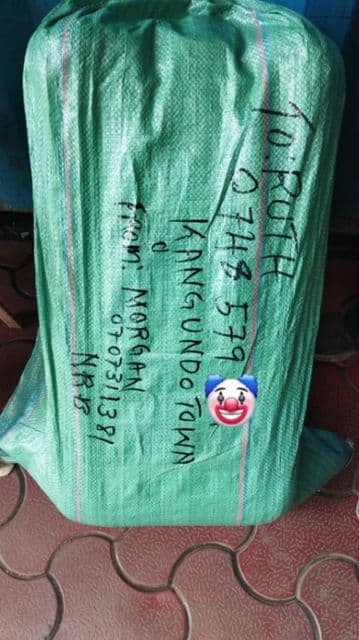 To: RUTH
0748 579
KANGUNDO TOWN
FROM: MORGAN
0707311381
NRB